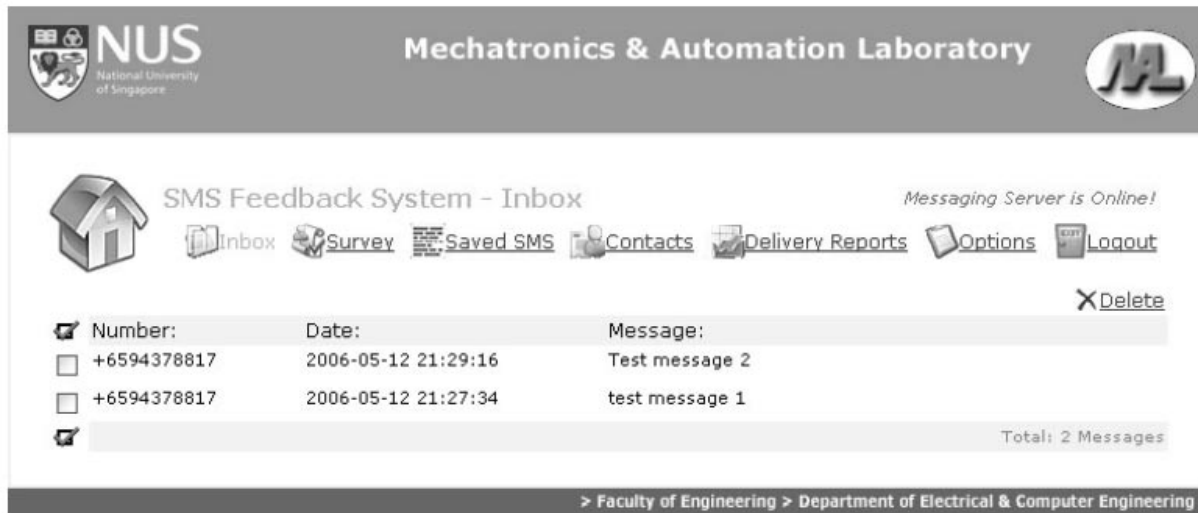 NUS
National University
of Singapore
Mechatronics & Automation Laboratory
MAL
SMS Feedback System - Inbox
Messaging Server is Online!
Inbox Survey Saved SMS Contacts Delivery Reports Options Logout
Delete
Number: Date: Message:
+6594378817 2006-05-12 21:29:16 Test message 2
+6594378817 2006-05-12 21:27:34 test message 1
Total: 2 Messages
> Faculty of Engineering > Department of Electrical & Computer Engineering